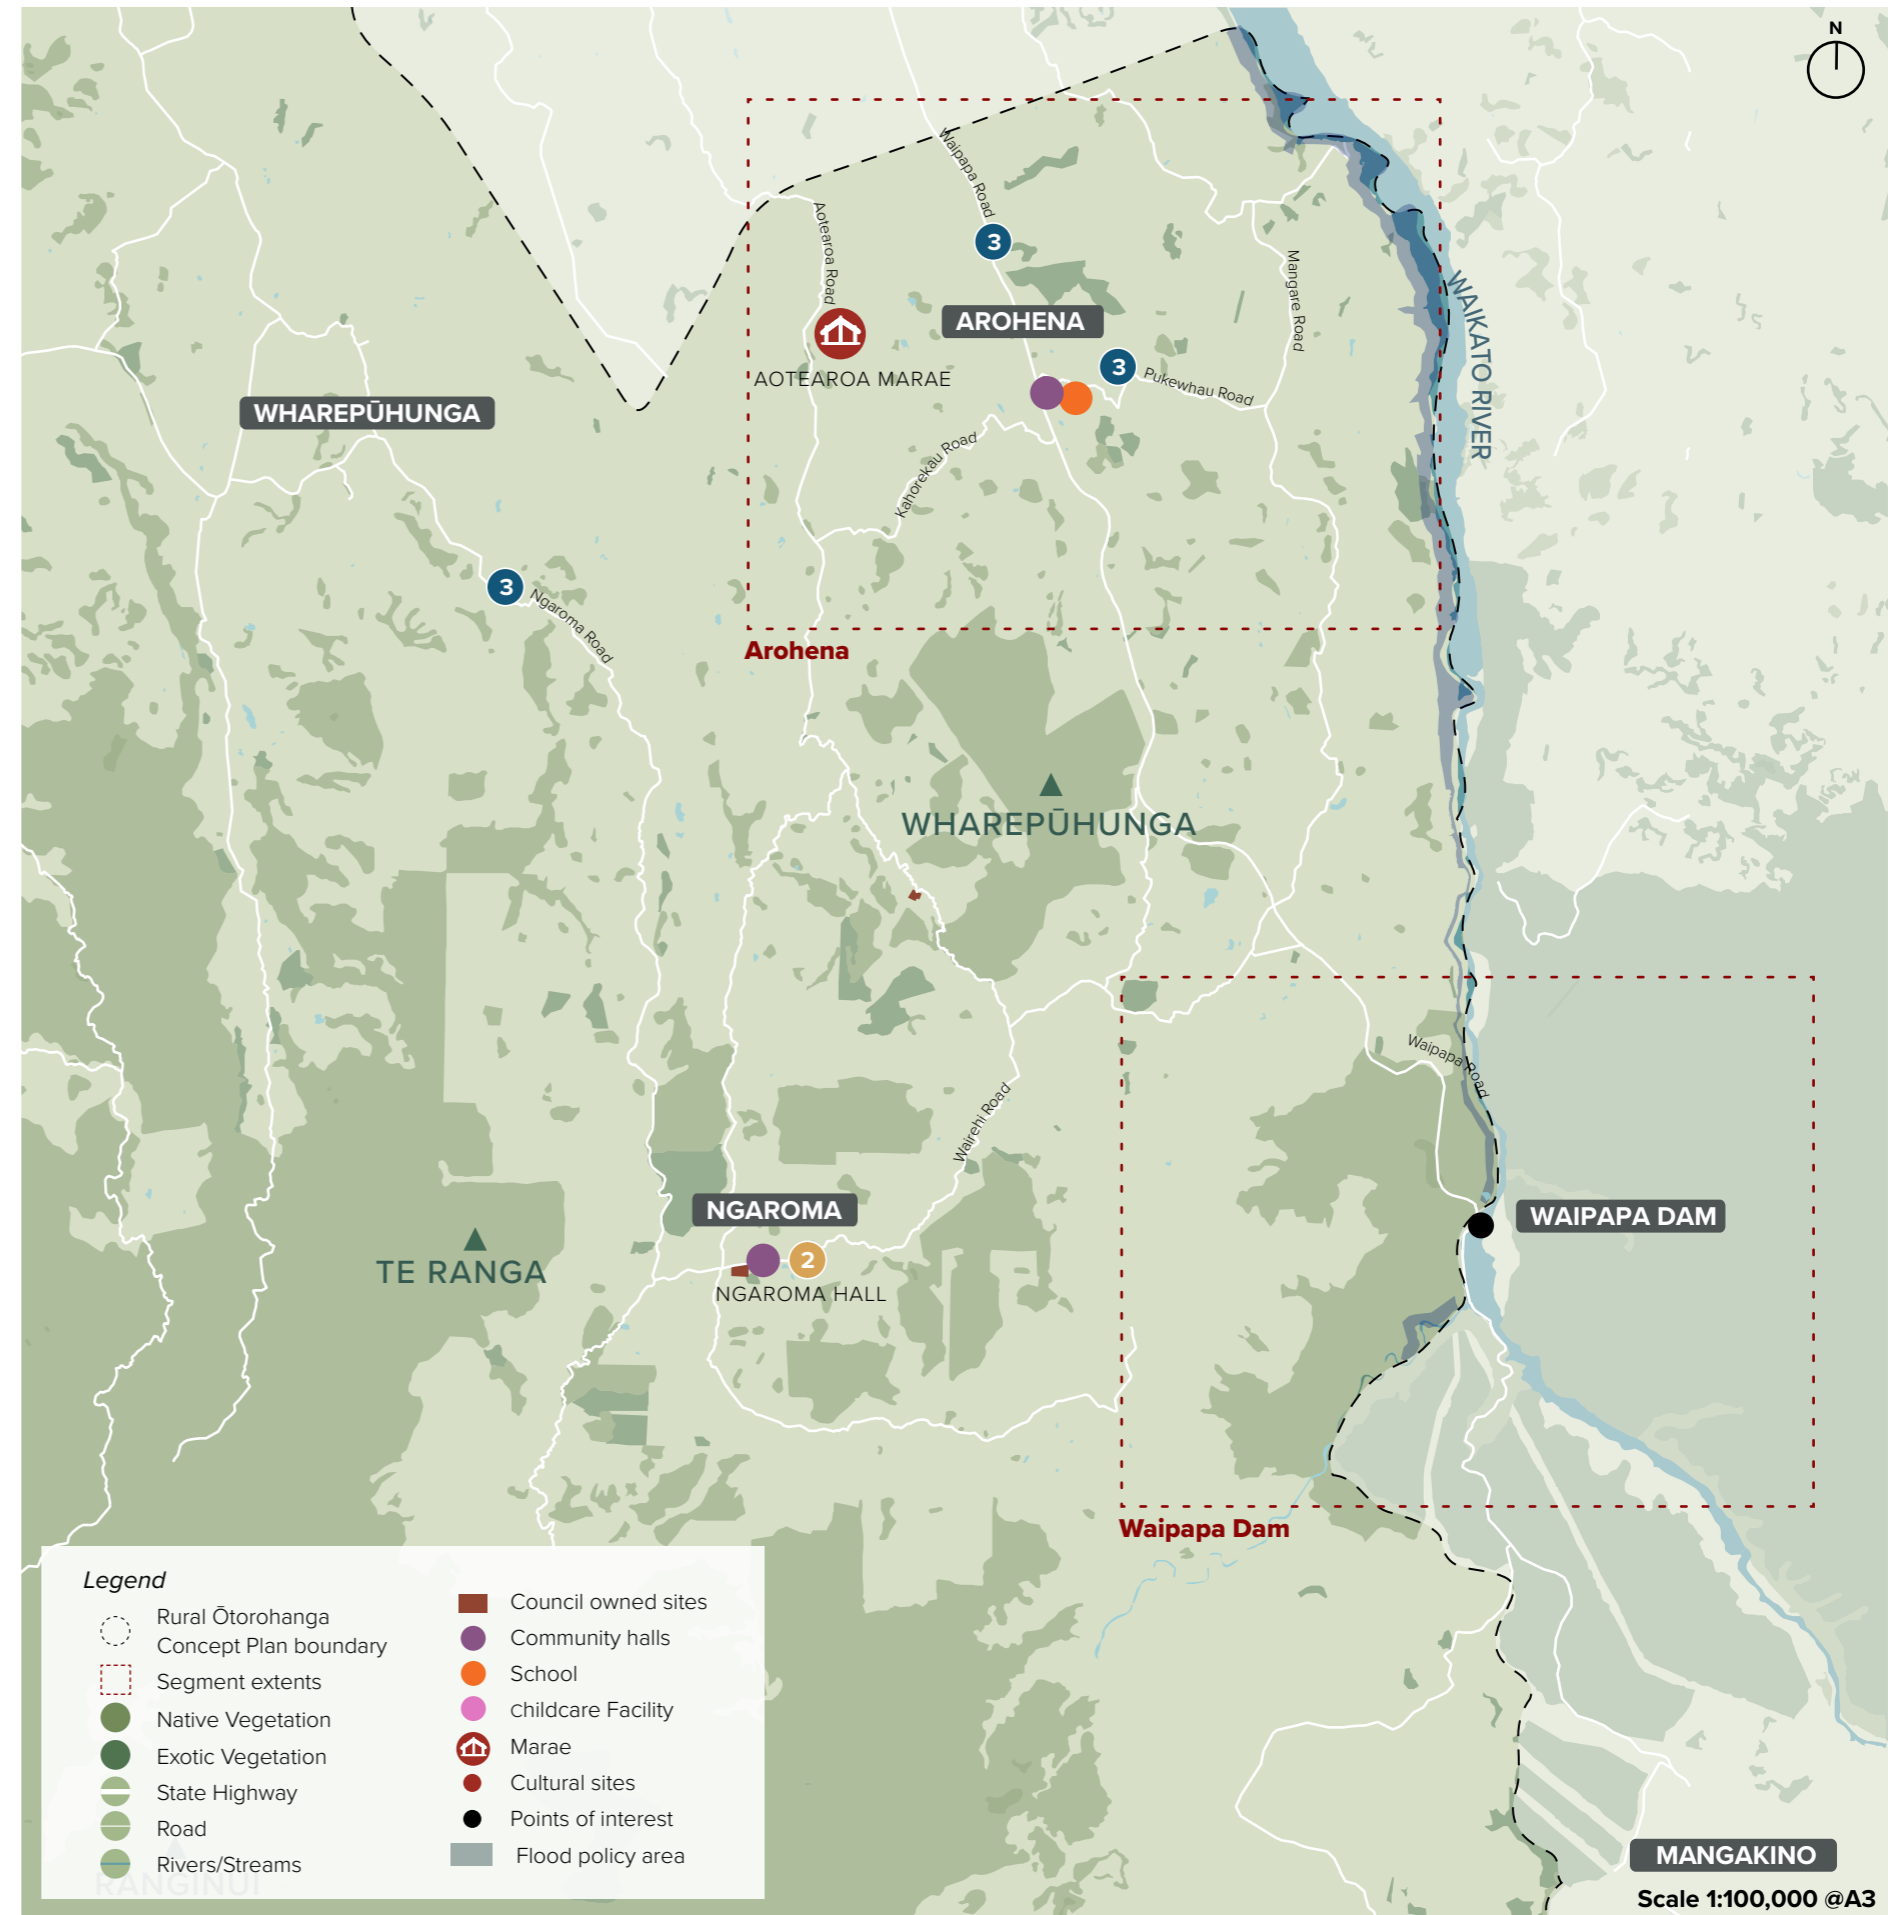 N
Waipapa Road
Aotearoa Road
3
Mangare Road
WAIKATO RIVER
AROHENA
AOTEAROA MARAE
3
Pukewhau Road
WHAREPŪHUNGA
Kahorekau Road
3
Ngaroma Road
Arohena
WHAREPŪHUNGA
Waipapa Road
Wairehi Road
NGAROMA
WAIPAPA DAM
TE RANGA
2
NGAROMA HALL
Waipapa Dam
Legend
Rural Ōtorohanga
Concept Plan boundary
Segment extents
Native Vegetation
Exotic Vegetation
State Highway
Road
Rivers/Streams
RANGINUI
Council owned sites
Community halls
School
Childcare Facility
Marae
Cultural sites
Points of interest
Flood policy area
MANGAKINO
Scale 1:100,000 @A3